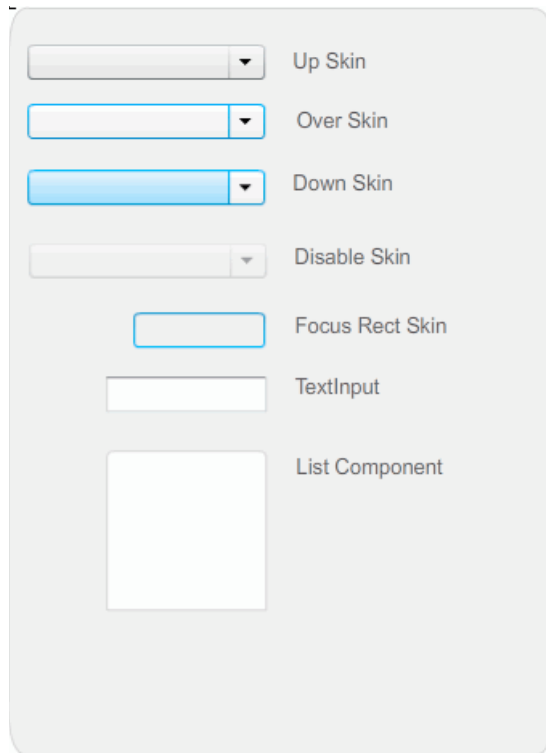 Up Skin
Over Skin
Down Skin
Disable Skin
Focus Rect Skin
TextInput
List Component